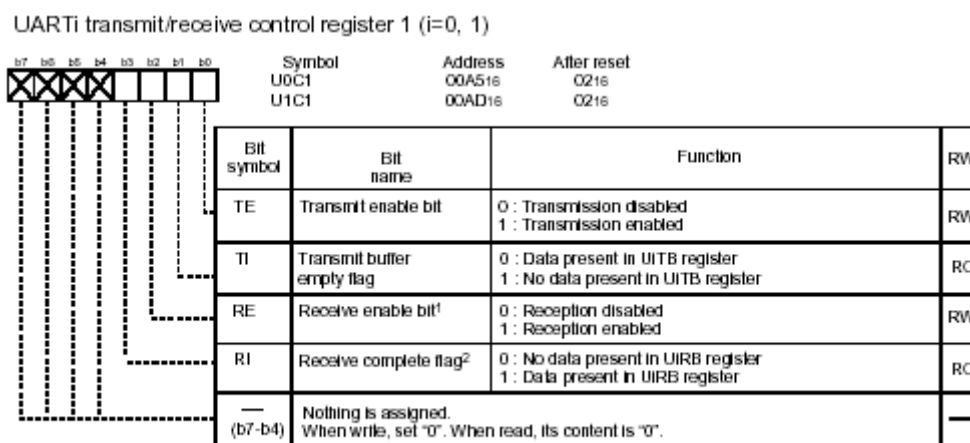 UARTi transmit/receive control register 1 (i=0, 1)
b7 b6 b5 b4 b3 b2 b1 b0
Symbol Address After reset
U0C1 00A516 0216
U1C1 00AD16 0216
Bit symbol Bit name Function RW
TE Transmit enable bit 0 : Transmission disabled RW
1 : Transmission enabled
TI Transmit buffer 0 : Data present in UiTB register RO
empty flag 1 : No data present in UiTB register
RE Receive enable bit1 0 : Reception disabled RW
1 : Reception enabled
RI Receive complete flag2 0 : No data present in UiRB register RO
1 : Data present in UiRB register
— Nothing is assigned. —
(b7-b4) When write, set "0". When read, its content is "0".